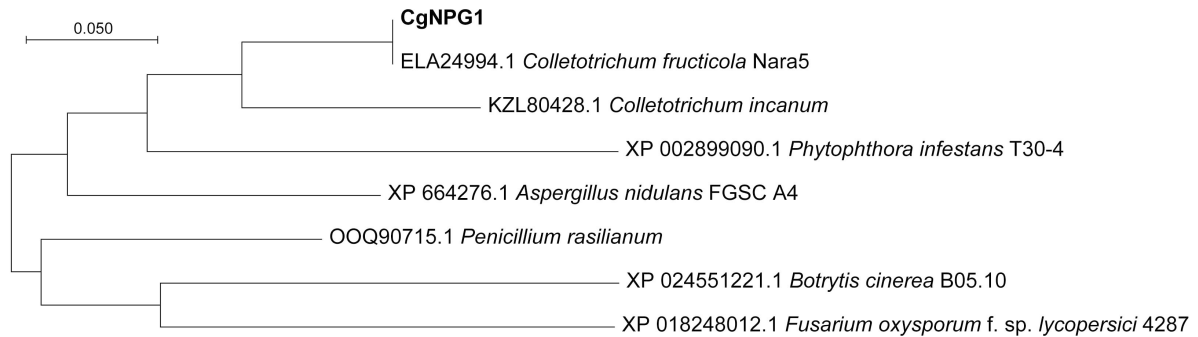 CgNPG1
0.050
ELA24994.1 Colletotrichum fructicola Nara5
KZL80428.1 Colletotrichum incanum
XP 002899090.1 Phytophthora infestans T30-4
XP 664276.1 Aspergillus nidulans FGSC A4
OOQ90715.1 Penicillium rasilianum
XP 024551221.1 Botrytis cinerea B05.10
XP 018248012.1 Fusarium oxysporum f. sp. lycopersici 4287